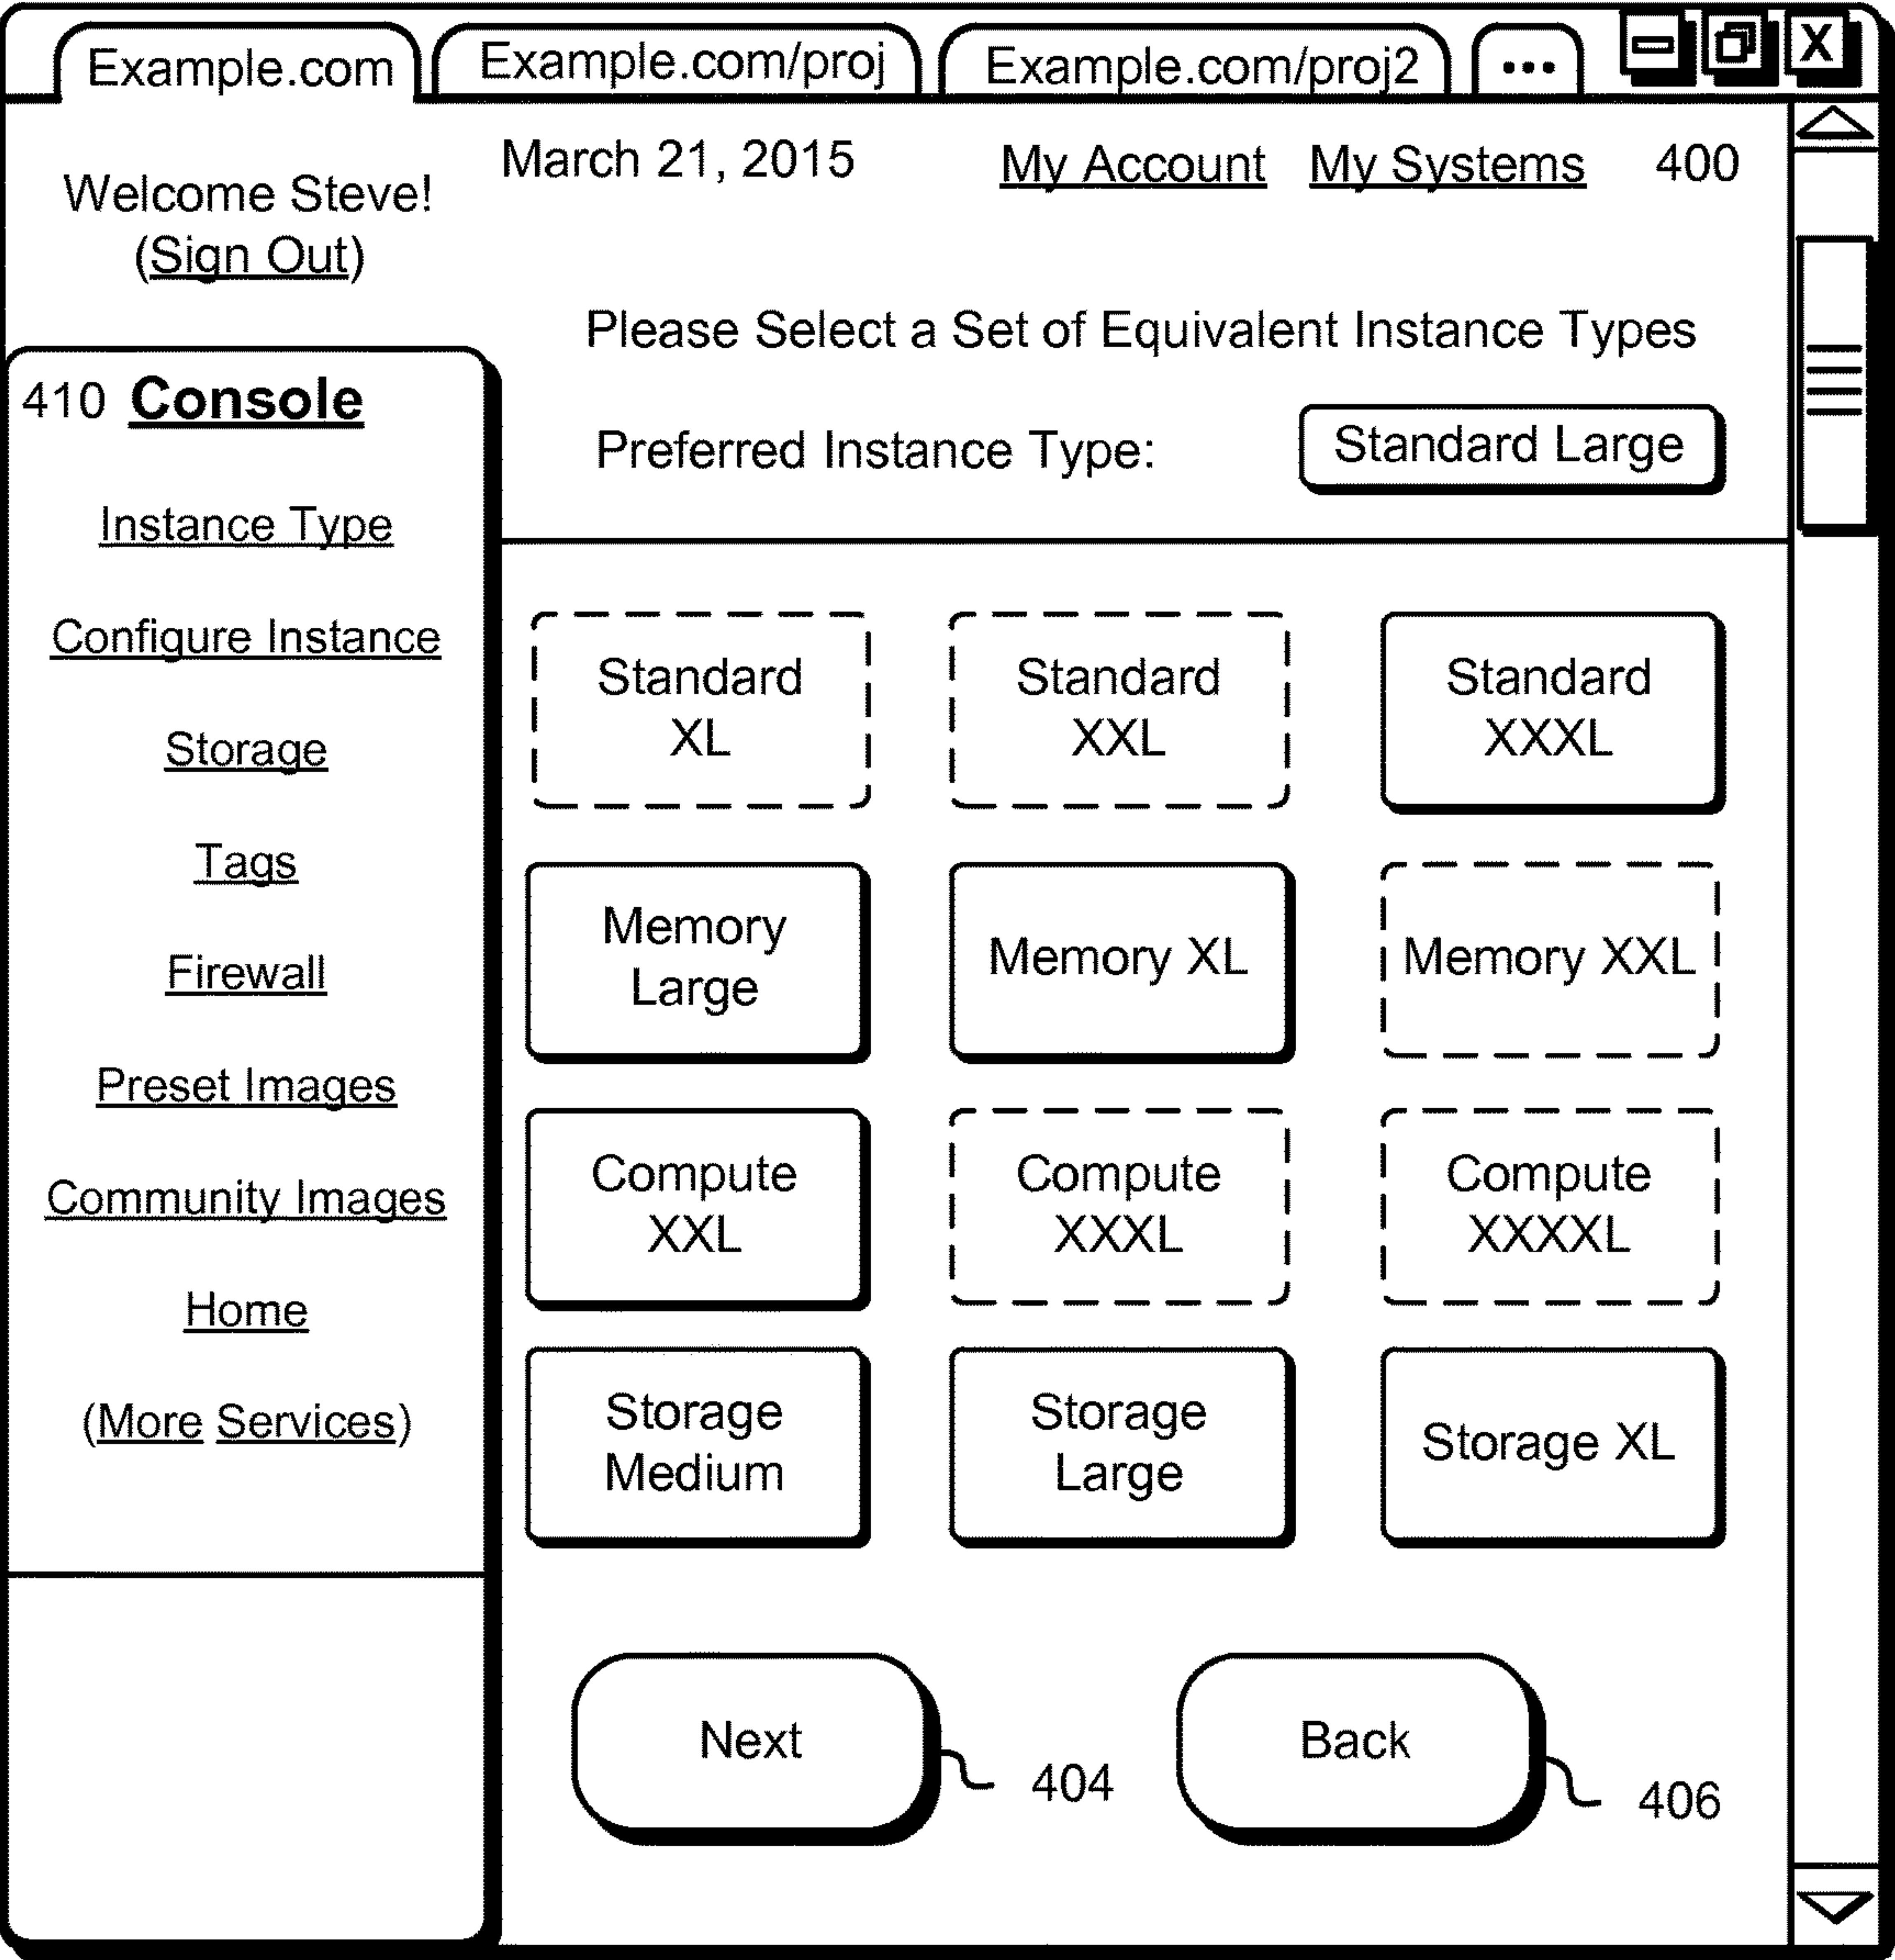 Example.com
Example.com/proj
Example.com/proj2
...
X
Welcome Steve!
(Sign Out)
March 21, 2015
My Account
My Systems
400
Please Select a Set of Equivalent Instance Types
Preferred Instance Type:
Standard Large
410 Console
Instance Type
Configure Instance
Storage
Tags
Firewall
Preset Images
Community Images
Home
(More Services)
Standard
XL
Standard
XXL
Standard
XXXL
Memory
Large
Memory XL
Memory XXL
Compute
XXL
Compute
XXXL
Compute
XXXXL
Storage
Medium
Storage
Large
Storage XL
Next
404
Back
406